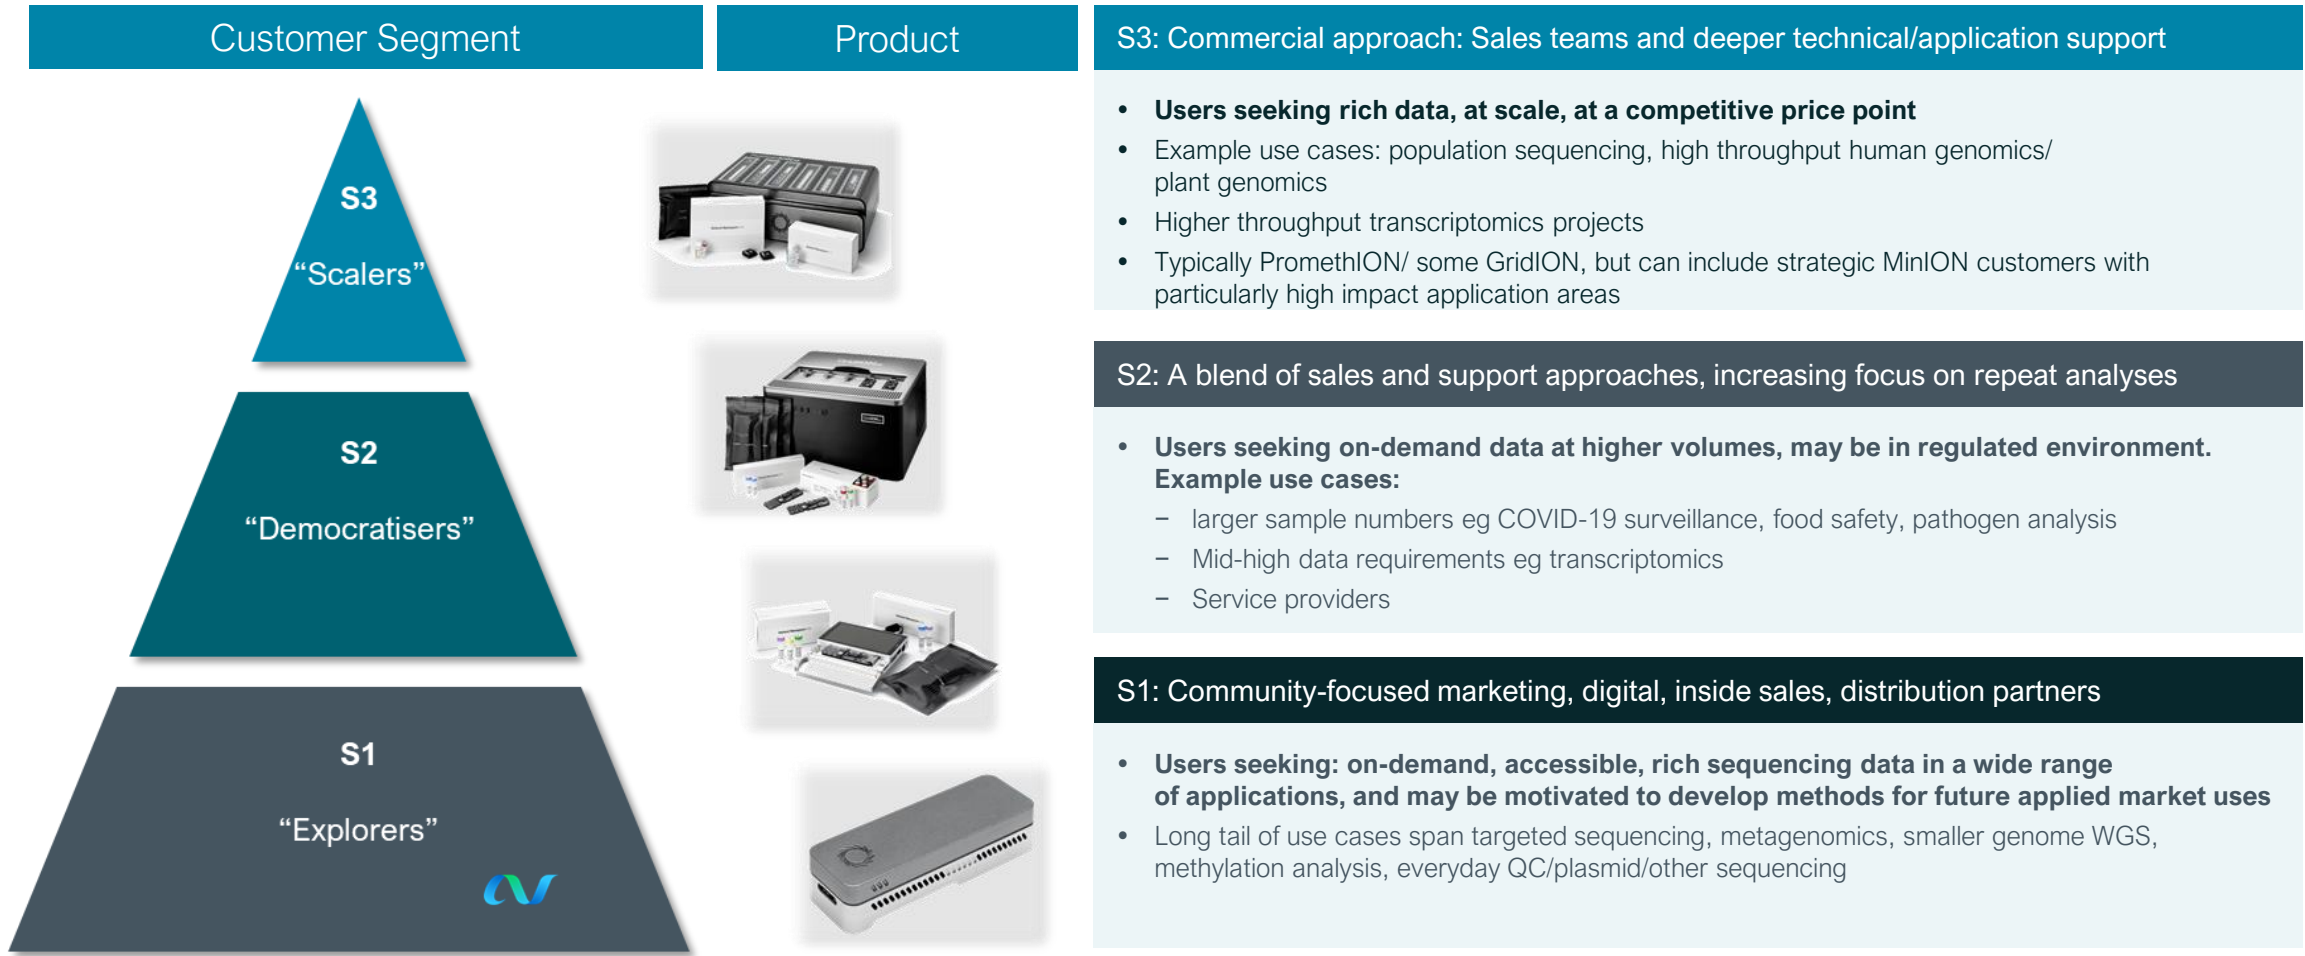 Customer Segment
Product
S3
“Scalers”
S2
“Democratisers”
S1
“Explorers”
S3: Commercial approach: Sales teams and deeper technical/application support
• Users seeking rich data, at scale, at a competitive price point
• Example use cases: population sequencing, high throughput human genomics/
plant genomics
• Higher throughput transcriptomics projects
• Typically PromethION/ some GridION, but can include strategic MinION customers with
particularly high impact application areas
S2: A blend of sales and support approaches, increasing focus on repeat analyses
• Users seeking on-demand data at higher volumes, may be in regulated environment.
Example use cases:
− larger sample numbers eg COVID-19 surveillance, food safety, pathogen analysis
− Mid-high data requirements eg transcriptomics
− Service providers
S1: Community-focused marketing, digital, inside sales, distribution partners
• Users seeking: on-demand, accessible, rich sequencing data in a wide range
of applications, and may be motivated to develop methods for future applied market uses
• Long tail of use cases span targeted sequencing, metagenomics, smaller genome WGS,
methylation analysis, everyday QC/plasmid/other sequencing